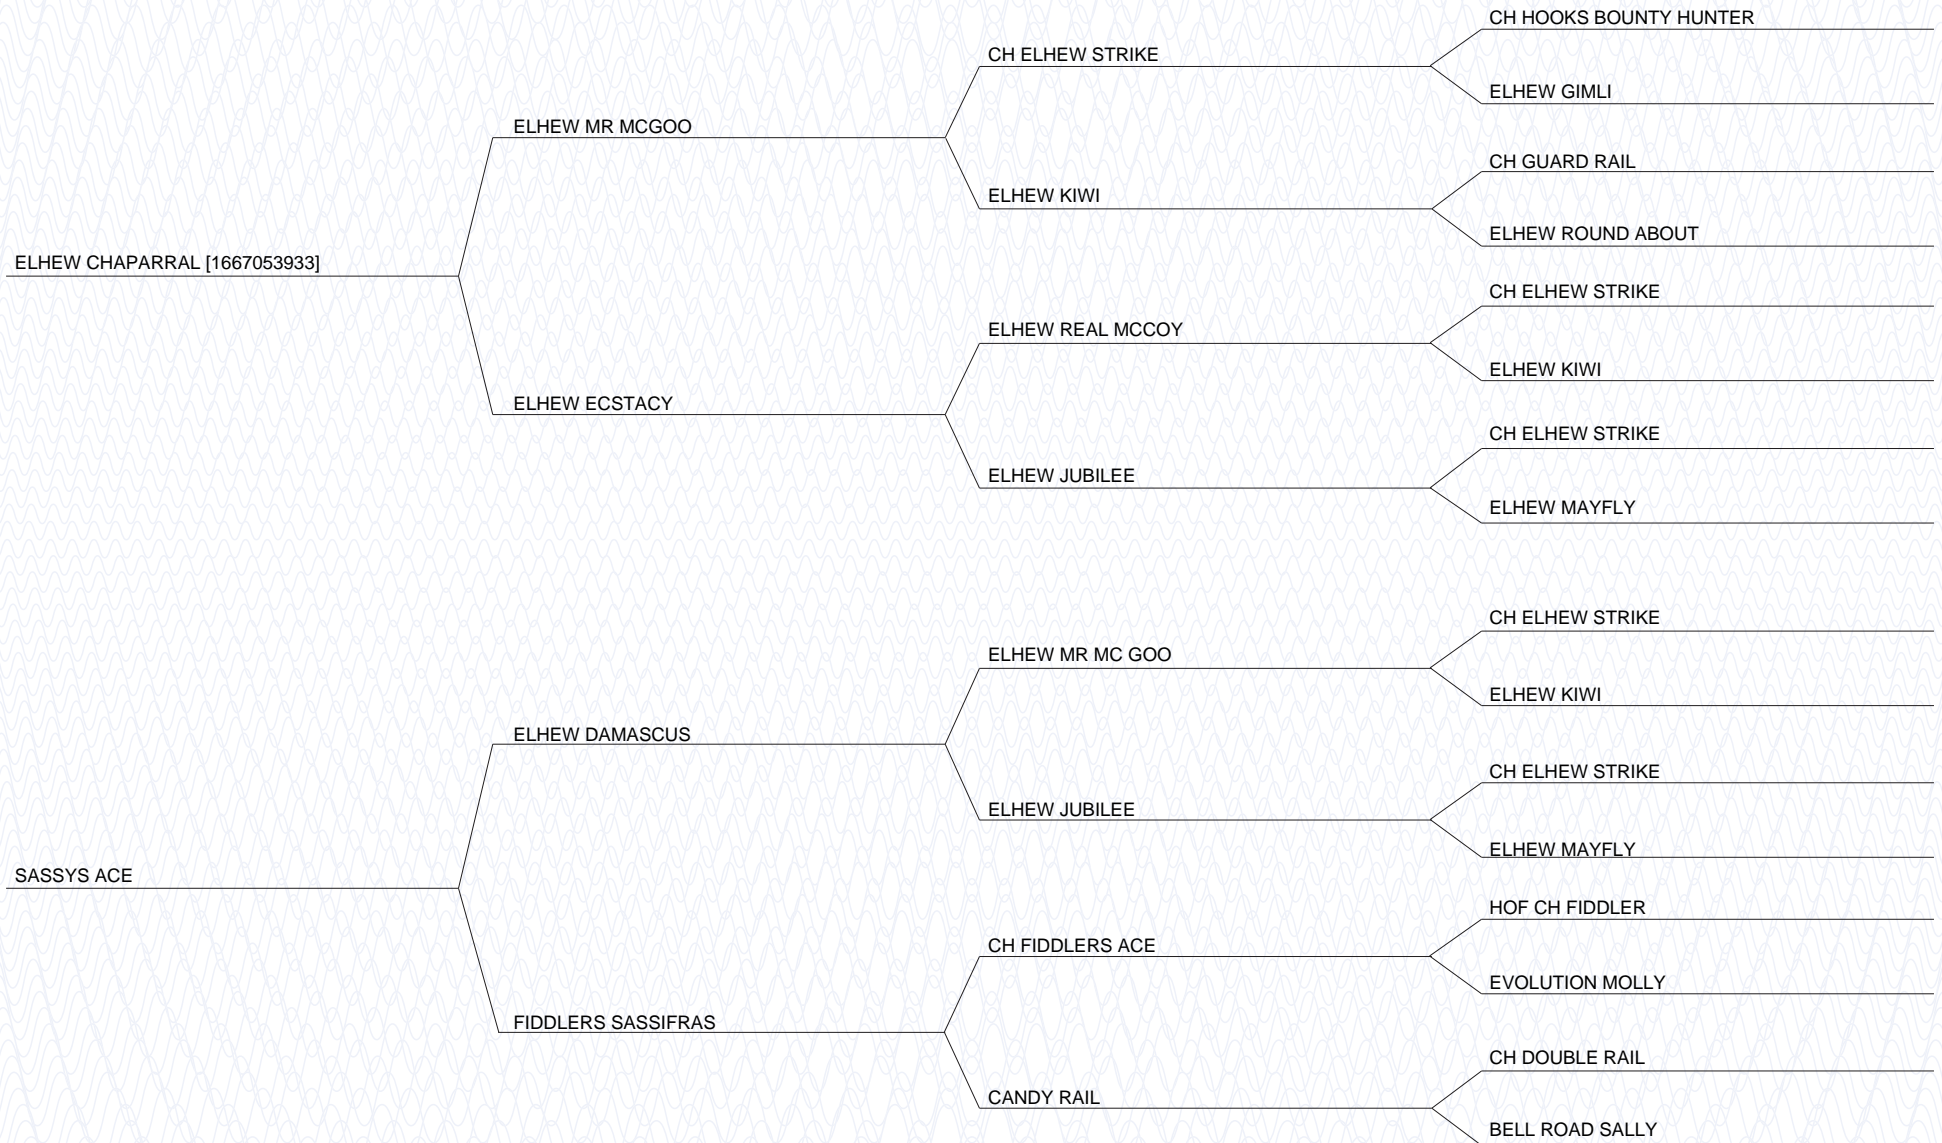 CH HOOKS BOUNTY HUNTER
CH ELHEW STRIKE
ELHEW GIMLI
ELHEW MR MCGOO
CH GUARD RAIL
ELHEW KIWI
ELHEW ROUND ABOUT
ELHEW CHAPARRAL [1667053933]
CH ELHEW STRIKE
ELHEW REAL MCCOY
ELHEW KIWI
ELHEW ECSTACY
CH ELHEW STRIKE
ELHEW JUBILEE
ELHEW MAYFLY
CH ELHEW STRIKE
ELHEW MR MC GOO
ELHEW KIWI
ELHEW DAMASCUS
CH ELHEW STRIKE
ELHEW JUBILEE
ELHEW MAYFLY
SASSYS ACE
HOF CH FIDDLER
CH FIDDLERS ACE
EVOLUTION MOLLY
FIDDLERS SASSIFRAS
CH DOUBLE RAIL
CANDY RAIL
BELL ROAD SALLY